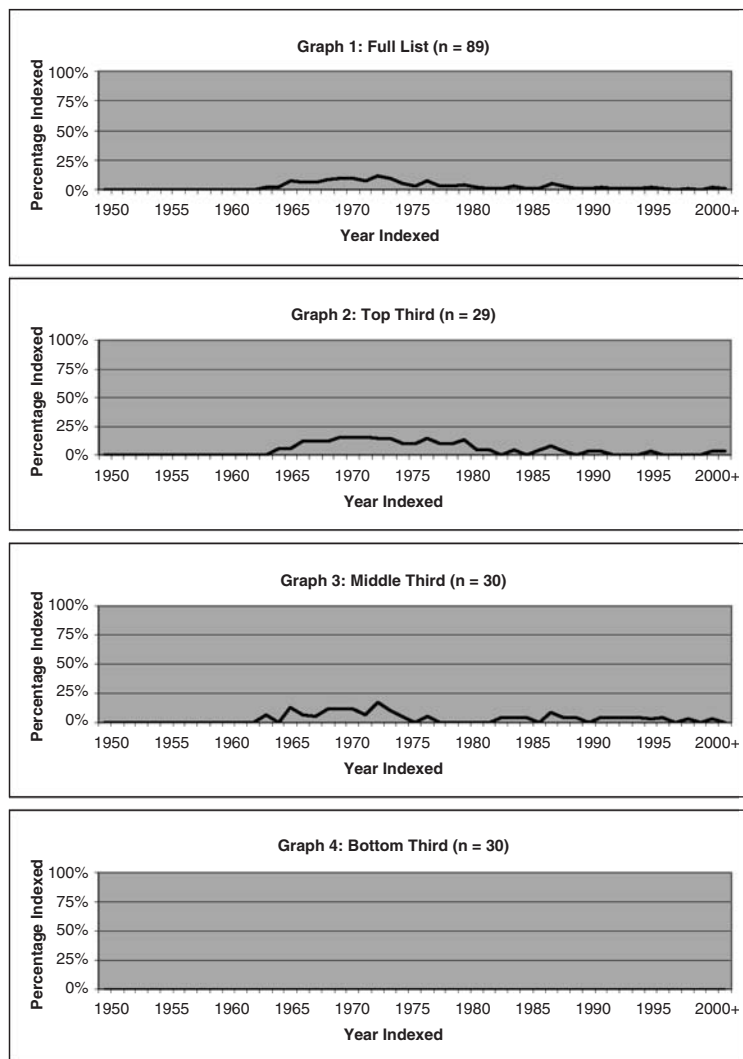 Graph 1: Full List (n = 89)
Percentage Indexed
100%
75%
50%
25%
0%
1950 1955 1960 1965 1970 1975 1980 1985 1990 1995 2000+
Year Indexed
Graph 2: Top Third (n = 29)
Percentage Indexed
100%
75%
50%
25%
0%
1950 1955 1960 1965 1970 1975 1980 1985 1990 1995 2000+
Year Indexed
Graph 3: Middle Third (n = 30)
Percentage Indexed
100%
75%
50%
25%
0%
1950 1955 1960 1965 1970 1975 1980 1985 1990 1995 2000+
Year Indexed
Graph 4: Bottom Third (n = 30)
Percentage Indexed
100%
75%
50%
25%
0%
1950 1955 1960 1965 1970 1975 1980 1985 1990 1995 2000+
Year Indexed